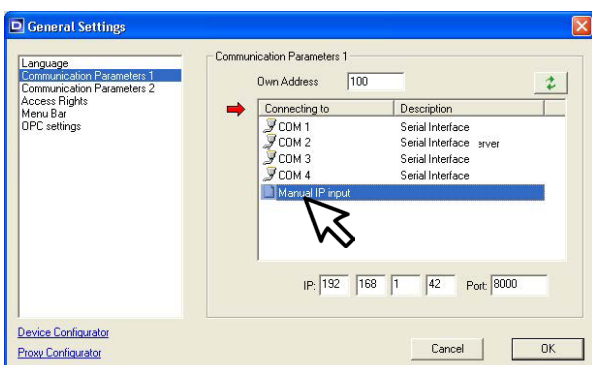 General Settings
Language
Communication Parameters 1
Communication Parameters 2
Access Rights
Menu Bar
OPC settings
Communication Parameters 1
Own Address 100
Connecting to Description
COM 1 Serial Interface
COM 2 Serial Interface erver
COM 3 Serial Interface
COM 4 Serial Interface
Manual IP input
IP: 192 168 1 42 Port: 8000
Device Configurator
Proxy Configurator
Cancel OK